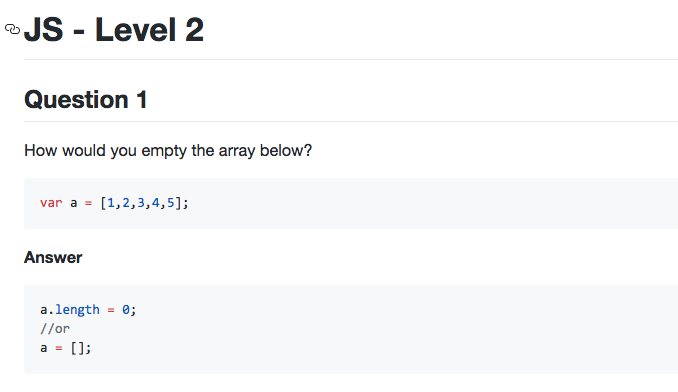 JS - Level 2
Question 1
How would you empty the array below?
var a = [1,2,3,4,5];
Answer
a.length = 0;
//or
a = [];